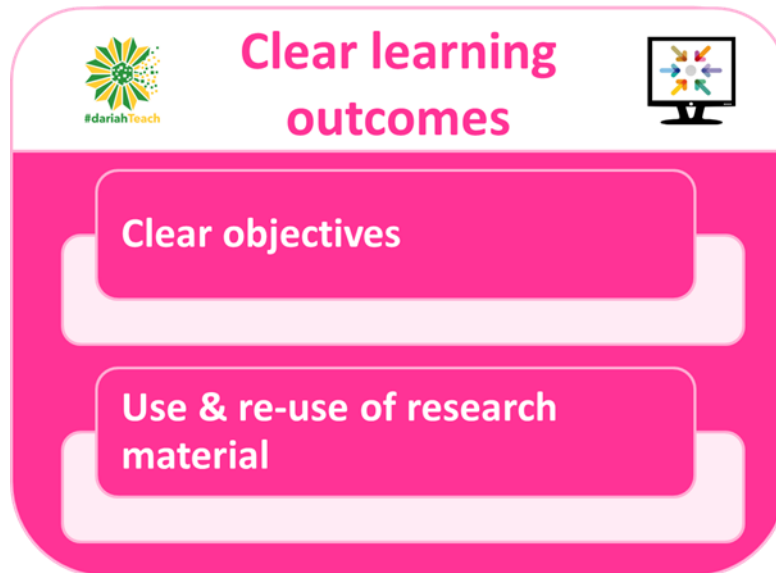 Clear learning
outcomes
#dariahTeach
Clear objectives
Use & re-use of research
material